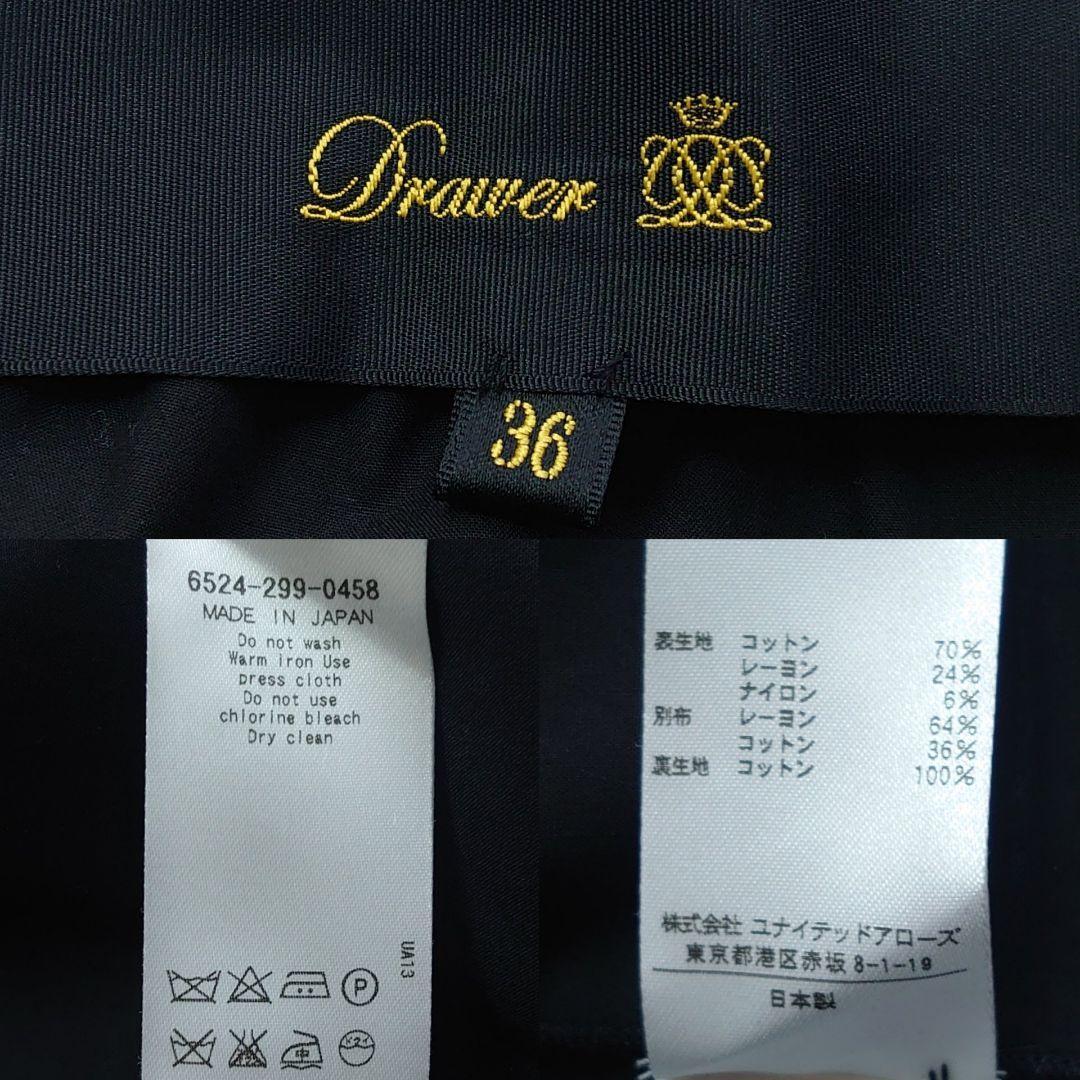 Drawer
36
6524-299-0458
MADE IN JAPAN
Do not wash
Warm iron Use
press cloth
Do not use
chlorine bleach
Dry clean
UA13
P
表生地 コットン 70%
レーヨン 24%
ナイロン 6%
別布 レーヨン 64%
コットン 36%
裏生地 コットン 100%
株式会社 ユナイテッドアローズ
東京都港区赤坂8-1-19
日本製